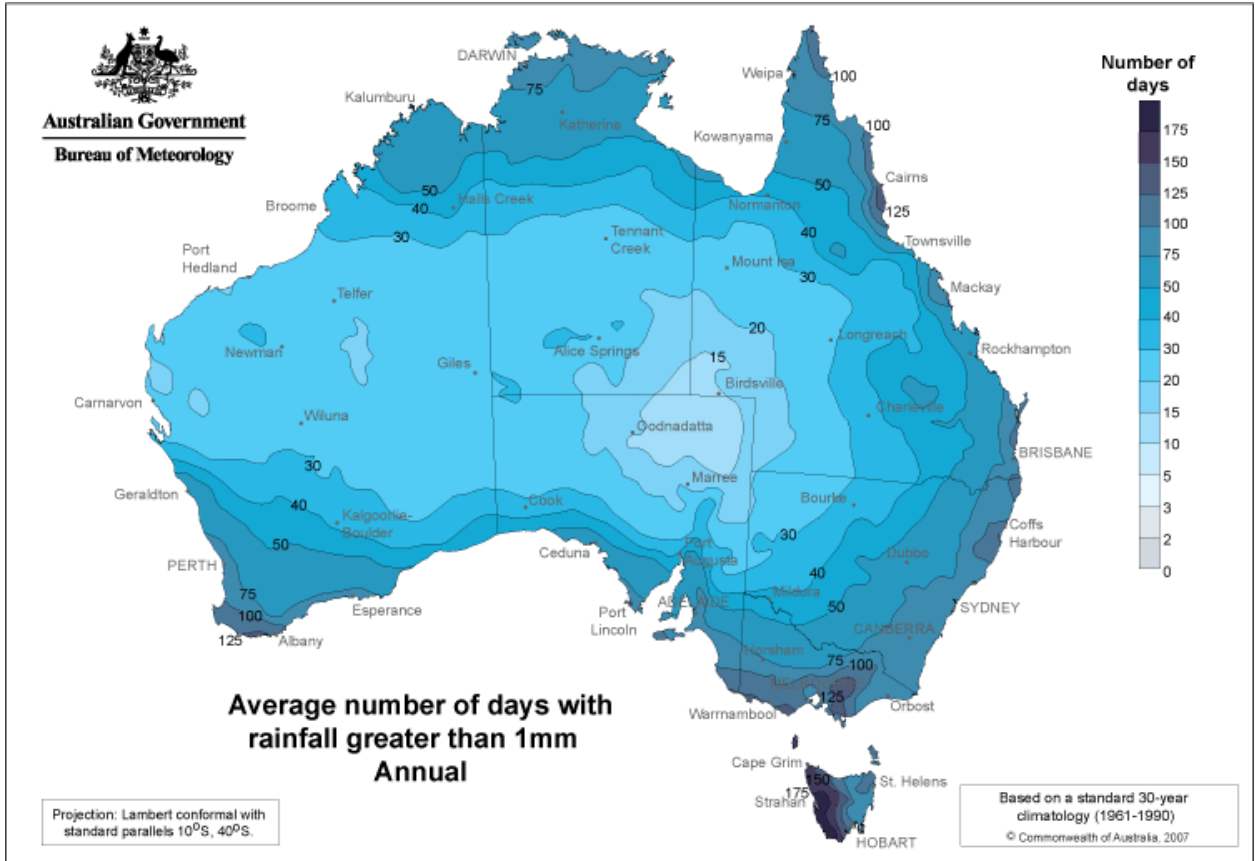 Australian Government
Bureau of Meteorology
Number of
days
175
150
125
100
75
50
40
30
20
15
10
5
3
2
0
DARWIN
Kalumburu
75
Katherine
Weipa
100
Kowanyama
75
100
Cairns
125
50
Normanton
50
40
Halls Creek
Broome
30
Port
Hedland
Tennant
Creek
40
Townsville
Mount Isa
30
Mackay
Telfer
20
Longreach
Rockhampton
Newman
Alice Springs
15
Giles
Birdsville
Carnarvon
Wiluna
Oodnadatta
Charleville
BRISBANE
30
Marree
Geraldton
40
Kalgoorlie-
Boulder
Cook
Bourke
Coffs
Harbour
50
30
Ceduna
Port
Augusta
Dubbo
PERTH
40
75
Mildura
50
Esperance
Port
Lincoln
ADELAIDE
SYDNEY
100
125
Albany
CANBERRA
Horsham
75
100
125
Orbost
Warrnambool
Average number of days with
rainfall greater than 1mm
Annual
Cape Grim
150
St. Helens
175
Strahan
HOBART
Projection: Lambert conformal with
standard parallels 10°S, 40°S.
Based on a standard 30-year
climatology (1961-1990)
© Commonwealth of Australia, 2007